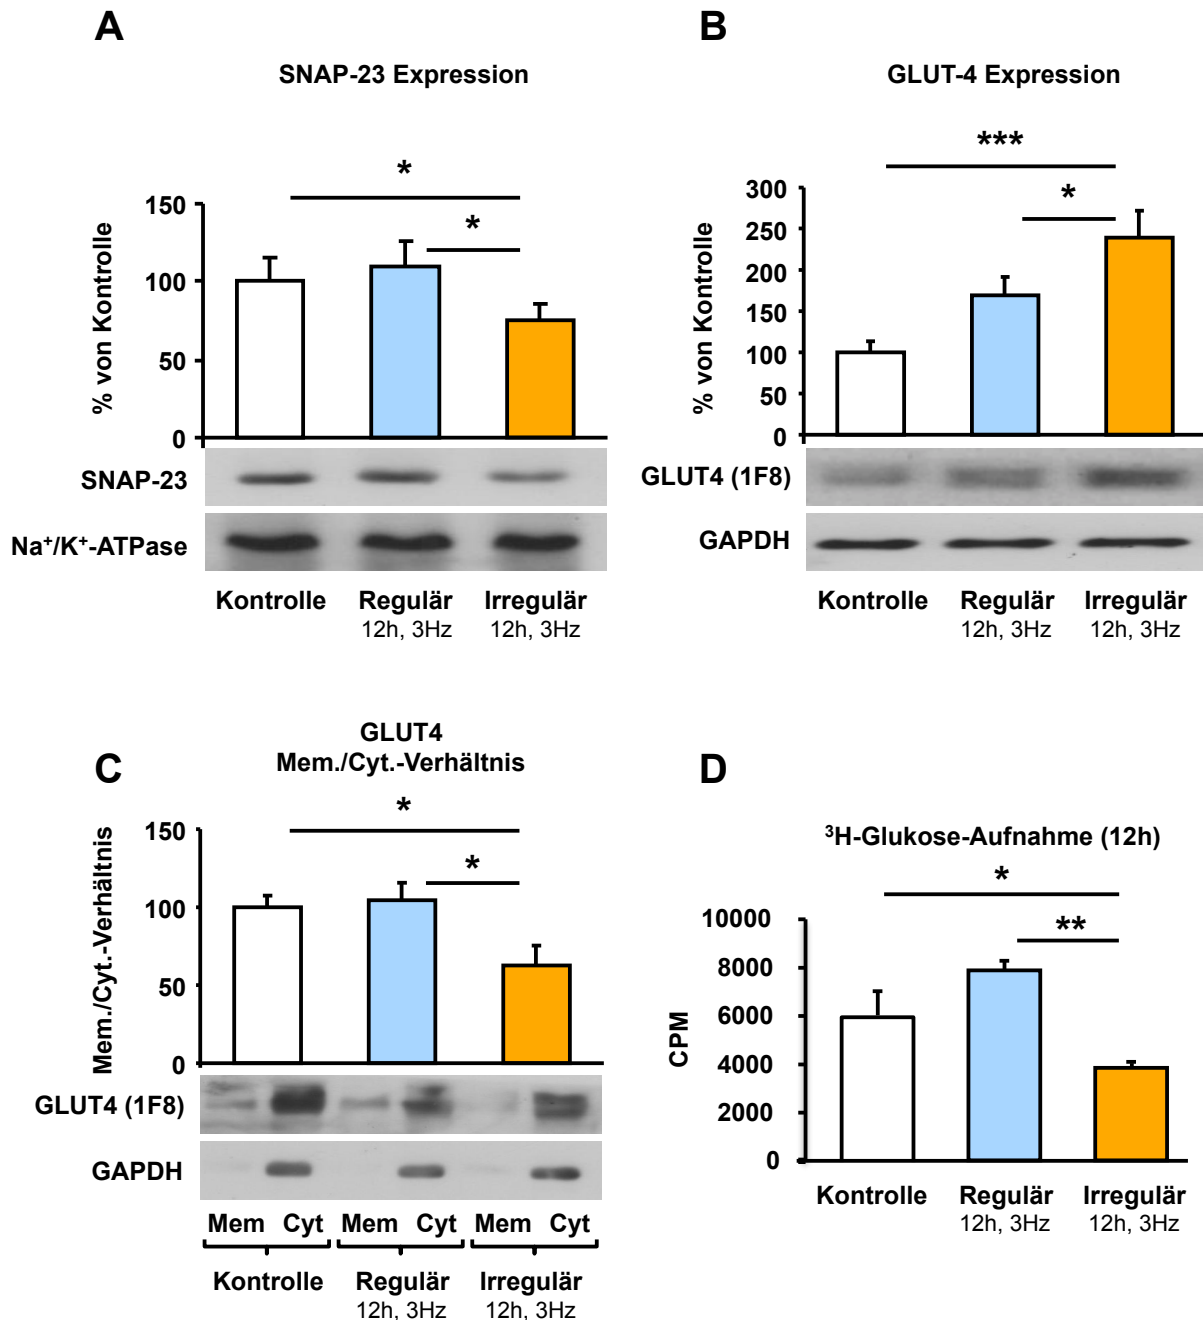 A
SNAP-23 Expression
*
*
% von Kontrolle
150
100
50
0
SNAP-23
Na⁺/K⁺-ATPase
Kontrolle Regulär Irregulär
12h, 3Hz 12h, 3Hz
B
GLUT-4 Expression
***
*
% von Kontrolle
300
250
200
150
100
50
0
GLUT4 (1F8)
GAPDH
Kontrolle Regulär Irregulär
12h, 3Hz 12h, 3Hz
C
GLUT4
Mem./Cyt.-Verhältnis
*
*
Mem./Cyt.-Verhältnis
150
100
50
0
GLUT4 (1F8)
GAPDH
Mem Cyt Mem Cyt Mem Cyt
Kontrolle Regulär Irregulär
12h, 3Hz 12h, 3Hz
D
³H-Glukose-Aufnahme (12h)
*
**
CPM
10000
8000
6000
4000
2000
0
Kontrolle Regulär Irregulär
12h, 3Hz 12h, 3Hz